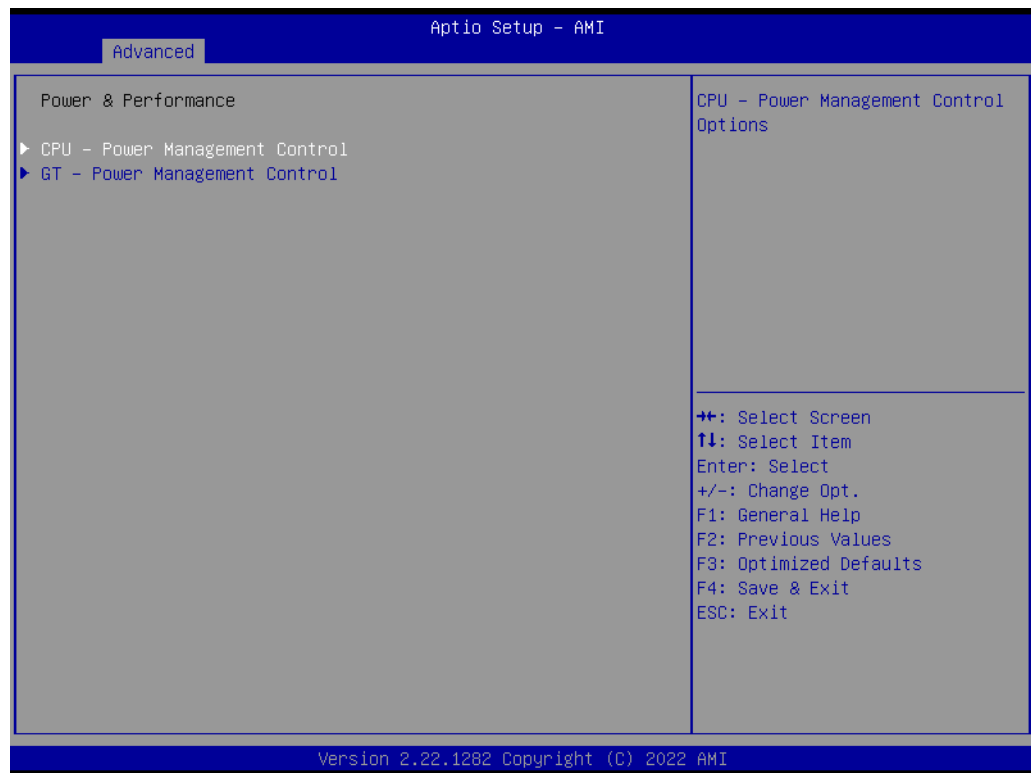 Aptio Setup – AMI
Advanced
Power & Performance
▶ CPU – Power Management Control
▶ GT – Power Management Control
CPU – Power Management Control
Options
→←: Select Screen
↑↓: Select Item
Enter: Select
+/-: Change Opt.
F1: General Help
F2: Previous Values
F3: Optimized Defaults
F4: Save & Exit
ESC: Exit
Version 2.22.1282 Copyright (C) 2022 AMI